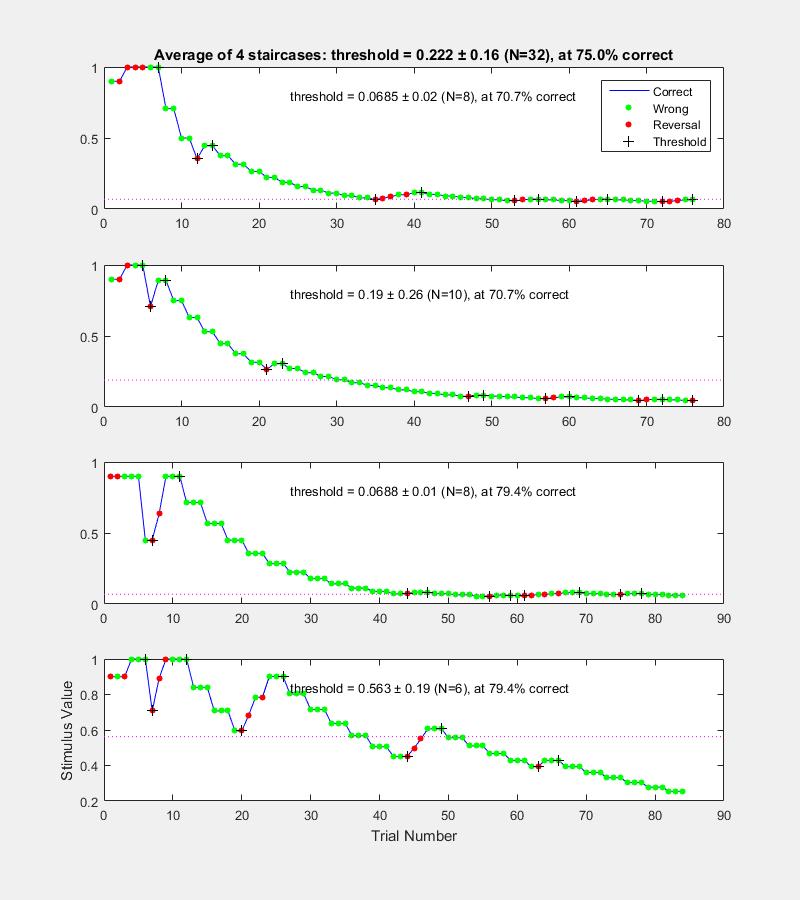 Average of 4 staircases: threshold = 0.222 ± 0.16 (N=32), at 75.0% correct
threshold = 0.0685 ± 0.02 (N=8), at 70.7% correct
Correct
Wrong
Reversal
Threshold
1
0.5
0
0 10 20 30 40 50 60 70 80
threshold = 0.19 ± 0.26 (N=10), at 70.7% correct
1
0.5
0
0 10 20 30 40 50 60 70 80
threshold = 0.0688 ± 0.01 (N=8), at 79.4% correct
1
0.5
0
0 10 20 30 40 50 60 70 80 90
threshold = 0.563 ± 0.19 (N=6), at 79.4% correct
1
0.8
0.6
0.4
0.2
Stimulus Value
0 10 20 30 40 50 60 70 80 90
Trial Number